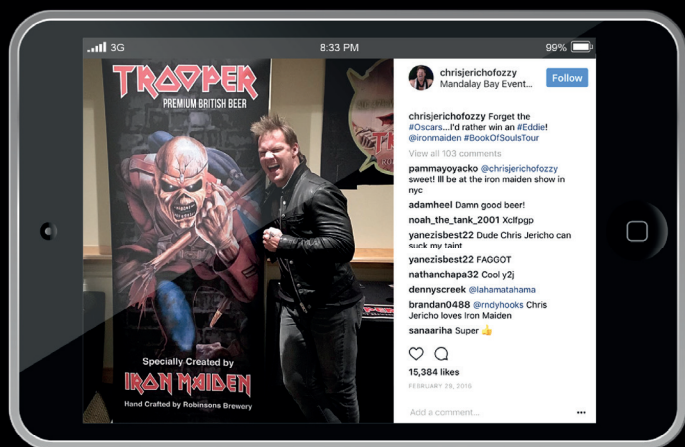 3G
8:33 PM
99%
TROOPER
PREMIUM BRITISH BEER
Specially Created by
IRON MAIDEN
Hand Crafted by Robinsons Brewery
chrisjerichofozzy
Mandalay Bay Event...
Follow
chrisjerichofozzy Forget the
#Oscars...I'd rather win an #Eddie!
@ironmaiden #BookOfSoulsTour
View all 103 comments
pammayoyacko @chrisjerichofozzy
sweet! Ill be at the iron maiden show in
nyc
adamheel Damn good beer!
noah_the_tank_2001 Xclfpgp
yanezisbest22 Dude Chris Jericho can
suck my taint
yanezisbest22 FAGGOT
nathanchapa32 Cool y2j
dennyscreek @lahamatahama
brandan0488 @rndyhooks Chris
Jericho loves Iron Maiden
sanaariha Super 👍
15,384 likes
FEBRUARY 29, 2016
Add a comment...